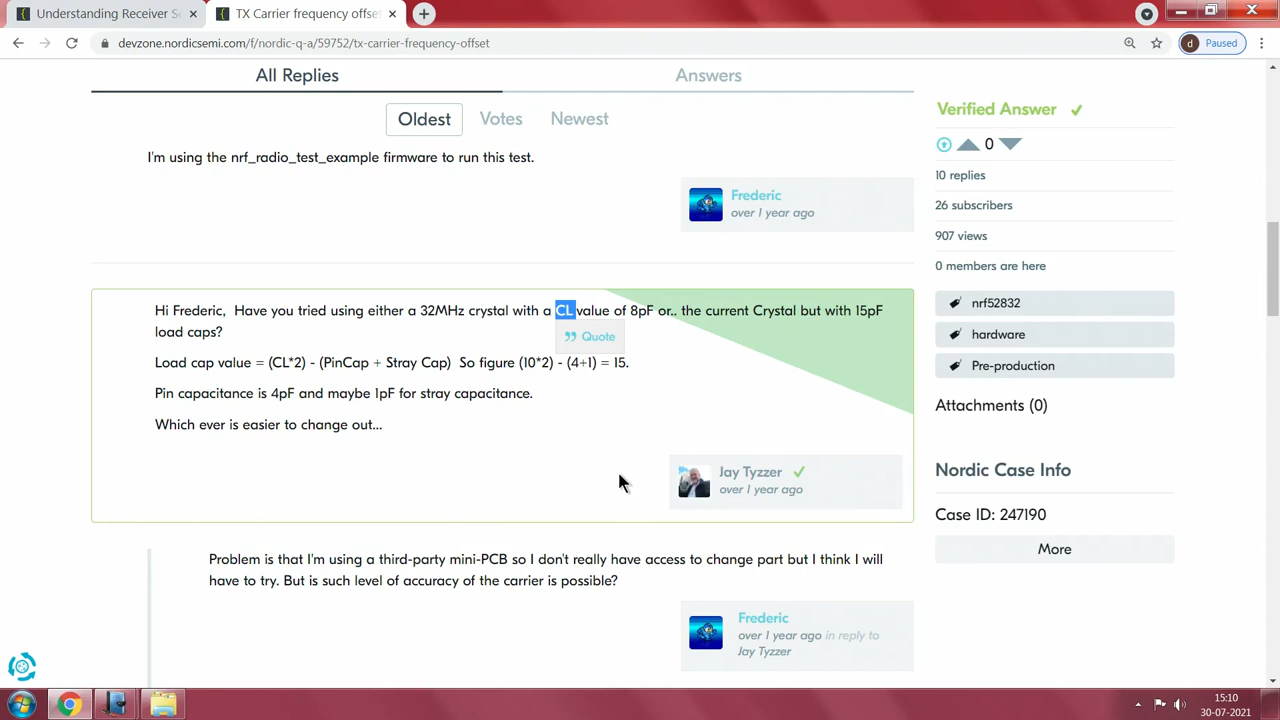 Understanding Receiver Se
TX Carrier frequency offset
devzone.nordicsemi.com/f/nordic-q-a/59752/tx-carrier-frequency-offset
d Paused
All Replies
Answers
Oldest
Votes
Newest
I'm using the nrf_radio_test_example firmware to run this test.
Frederic
over 1 year ago
Hi Frederic, Have you tried using either a 32MHz crystal with a CL value of 8pF or.. the current Crystal but with 15pF
load caps?
Quote
Load cap value = (CL*2) - (PinCap + Stray Cap) So figure (10*2) - (4+1) = 15.
Pin capacitance is 4pF and maybe 1pF for stray capacitance.
Which ever is easier to change out...
Jay Tyzzer
over 1 year ago
Problem is that I'm using a third-party mini-PCB so I don't really have access to change part but I think I will
have to try. But is such level of accuracy of the carrier is possible?
Frederic
over 1 year ago in reply to
Jay Tyzzer
Verified Answer
0
10 replies
26 subscribers
907 views
0 members are here
nrf52832
hardware
Pre-production
Attachments (0)
Nordic Case Info
Case ID: 247190
More
15:10
30-07-2021